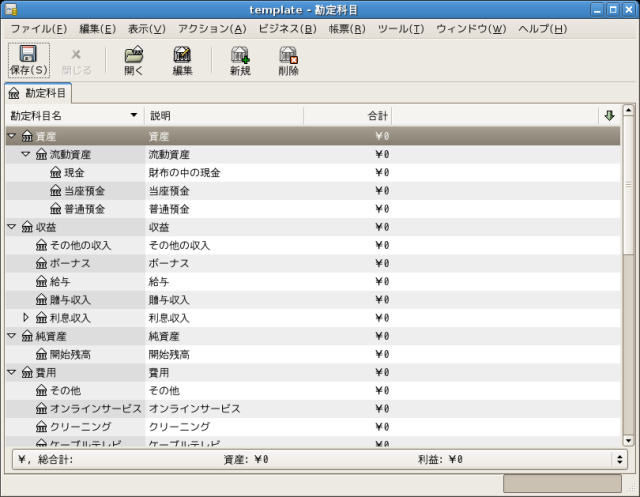 template - 勘定科目
ファイル(F) 編集(E) 表示(V) アクション(A) ビジネス(B) 帳票(R) ツール(T) ウィンドウ(W) ヘルプ(H)
保存(S) 閉じる 開く 編集 新規 削除
勘定科目
勘定科目名 説明 合計
資産 資産 ¥0
流動資産 流動資産 ¥0
現金 財布の中の現金 ¥0
当座預金 当座預金 ¥0
普通預金 普通預金 ¥0
収益 収益 ¥0
その他の収入 その他の収入 ¥0
ボーナス ボーナス ¥0
給与 給与 ¥0
贈与収入 贈与収入 ¥0
利息収入 利息収入 ¥0
純資産 純資産 ¥0
開始残高 開始残高 ¥0
費用 費用 ¥0
その他 その他 ¥0
オンラインサービス オンラインサービス ¥0
クリーニング クリーニング ¥0
ケーブルテレビ ケーブルテレビ ¥0
¥, 総合計: 資産: ¥0 利益: ¥0